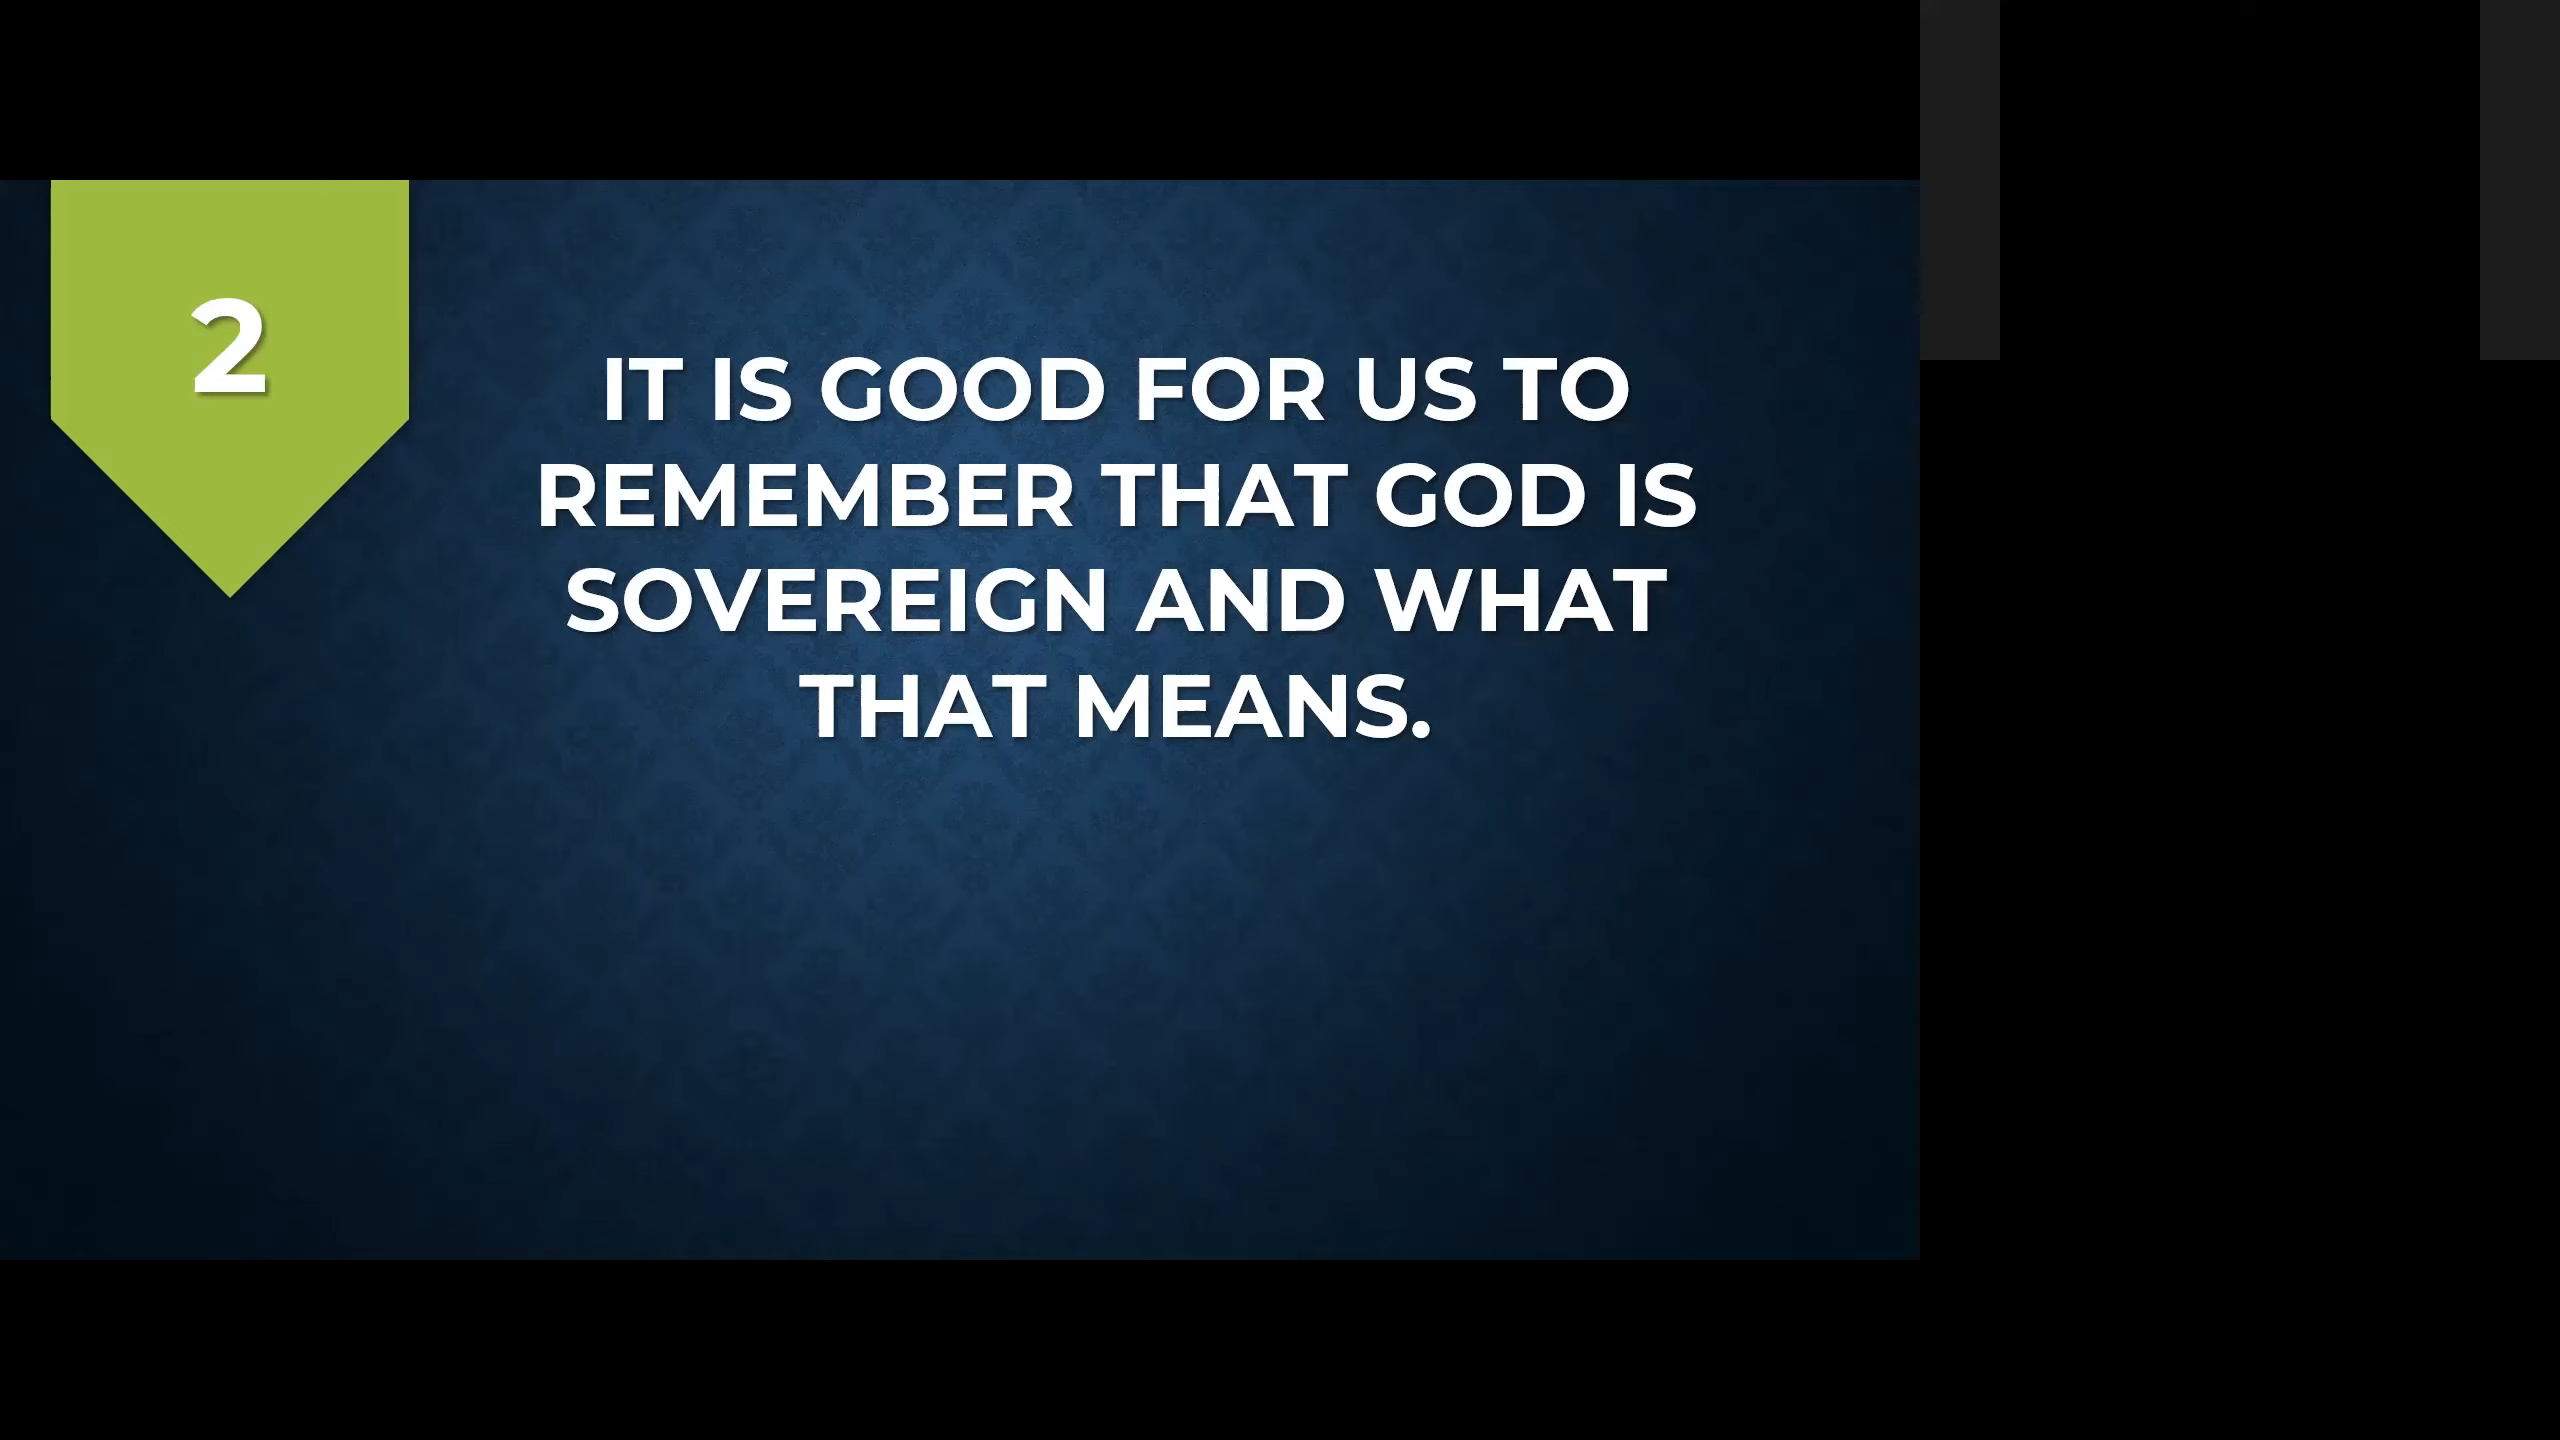 2
IT IS GOOD FOR US TO
REMEMBER THAT GOD IS
SOVEREIGN AND WHAT
THAT MEANS.